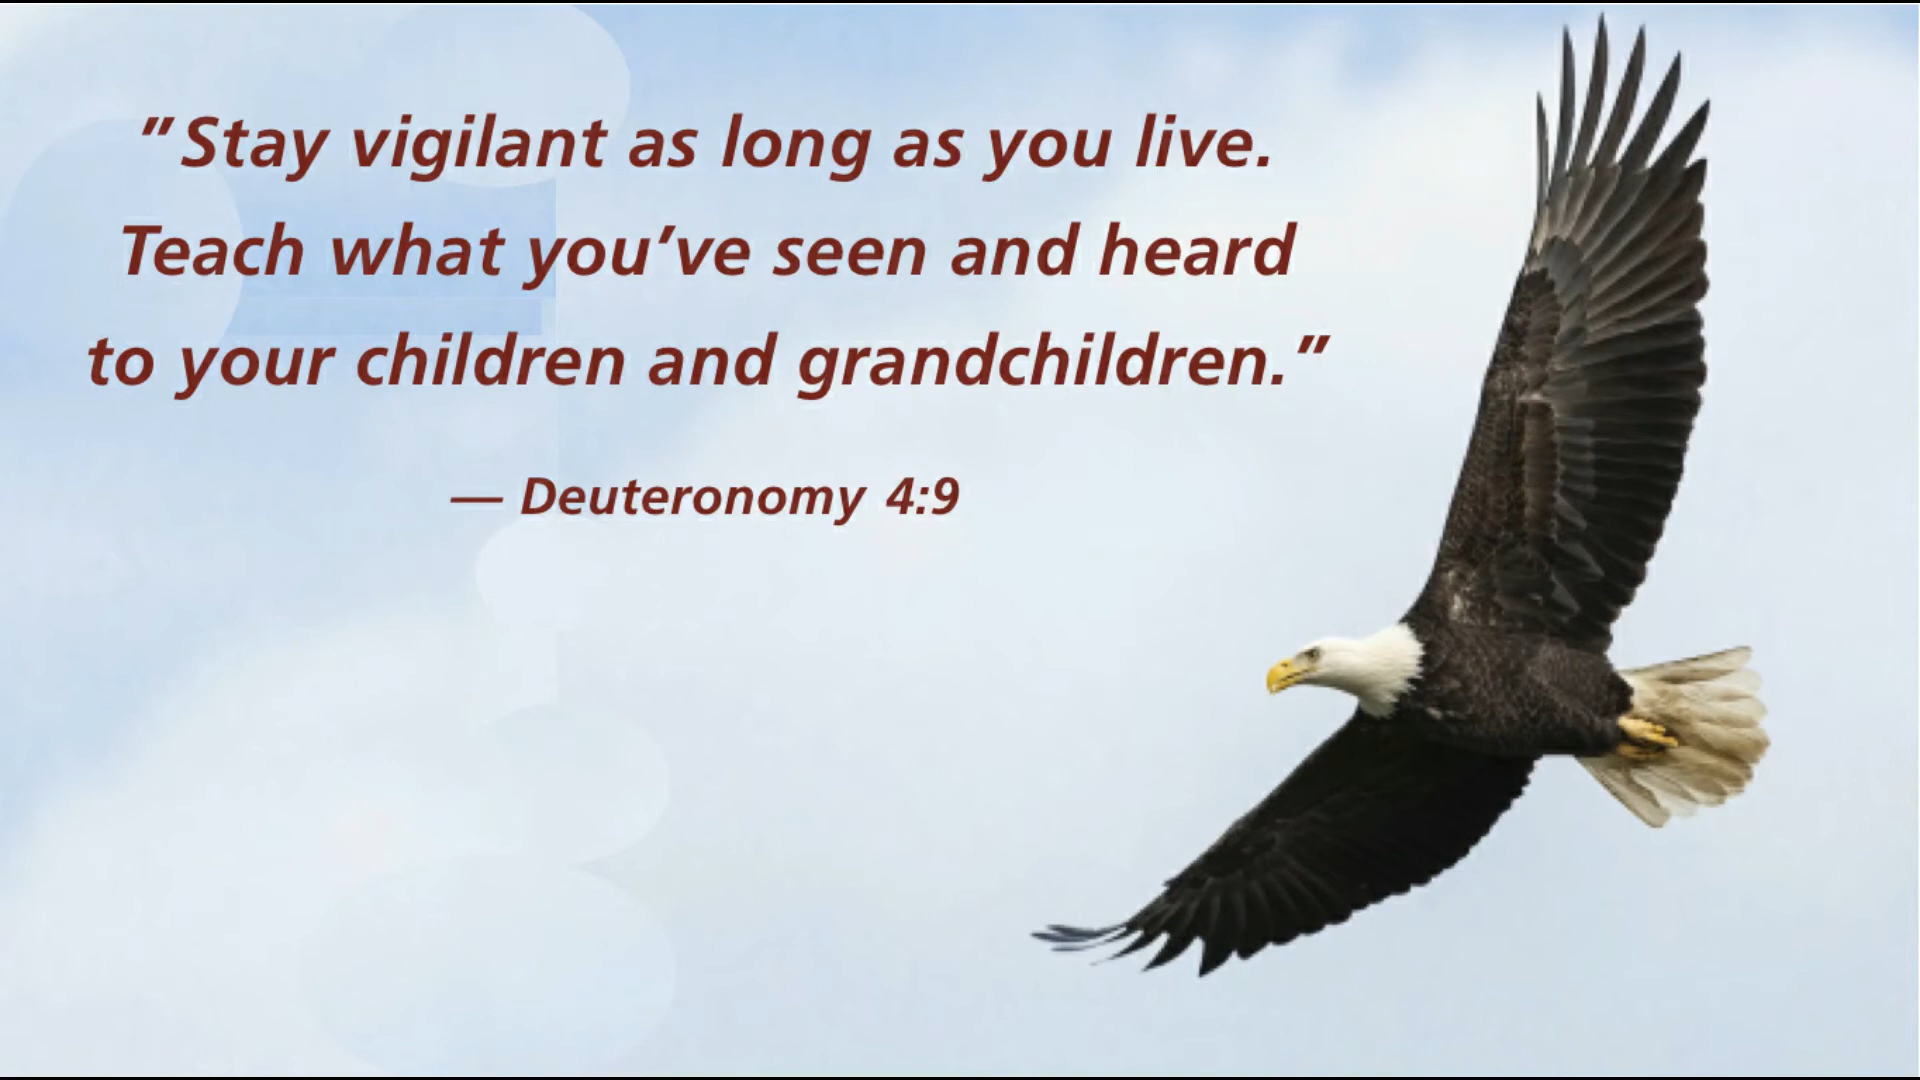 "Stay vigilant as long as you live.
Teach what you’ve seen and heard
to your children and grandchildren.”
— Deuteronomy 4:9